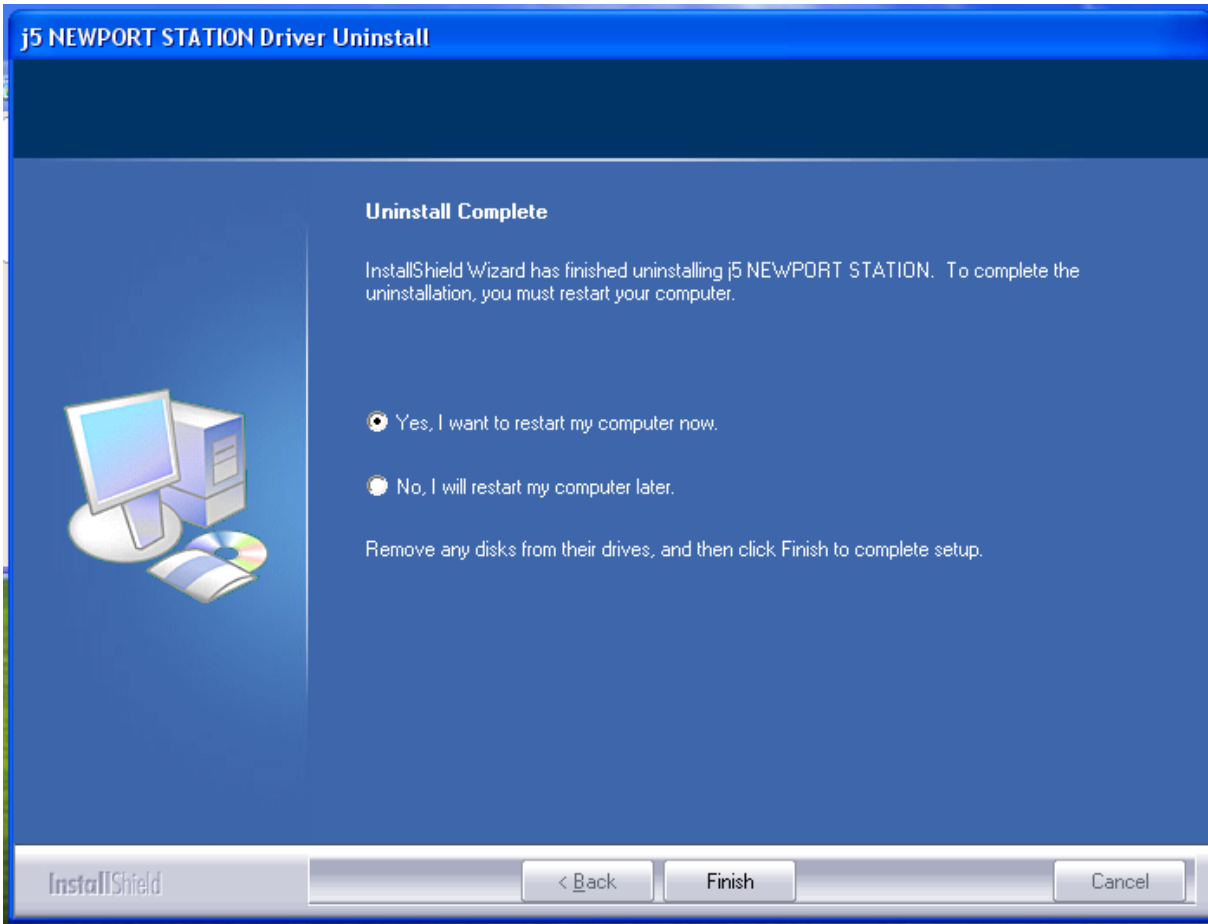 j5 NEWPORT STATION Driver Uninstall
Uninstall Complete
InstallShield Wizard has finished uninstalling j5 NEWPORT STATION.  To complete the
uninstallation, you must restart your computer.
Yes, I want to restart my computer now.
No, I will restart my computer later.
Remove any disks from their drives, and then click Finish to complete setup.
InstallShield
< Back
Finish
Cancel